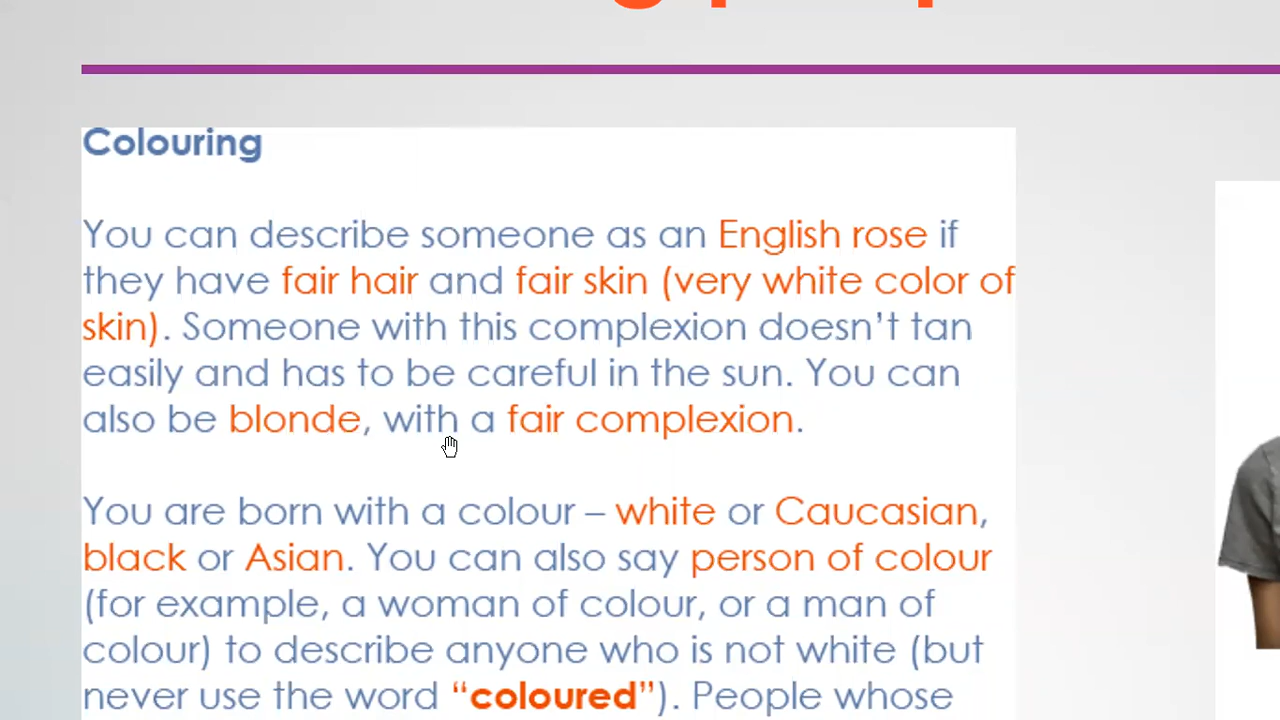 Colouring
You can describe someone as an English rose if
they have fair hair and fair skin (very white color of
skin). Someone with this complexion doesn’t tan
easily and has to be careful in the sun. You can
also be blonde, with a fair complexion.
You are born with a colour – white or Caucasian,
black or Asian. You can also say person of colour
(for example, a woman of colour, or a man of
colour) to describe anyone who is not white (but
never use the word “coloured”). People whose